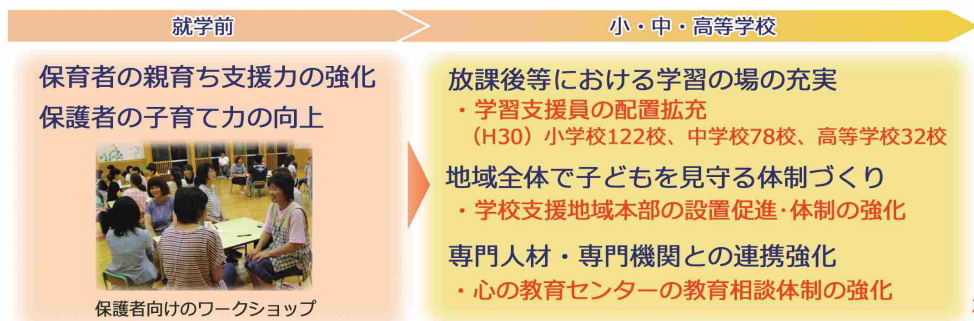 就学前
小・中・高等学校
保育者の親育ち支援力の強化
保護者の子育て力の向上
保護者向けのワークショップ
放課後等における学習の場の充実
・学習支援員の配置拡充
（H30）小学校122校、中学校78校、高等学校32校
地域全体で子どもを見守る体制づくり
・学校支援地域本部の設置促進・体制の強化
専門人材・専門機関との連携強化
・心の教育センターの教育相談体制の強化